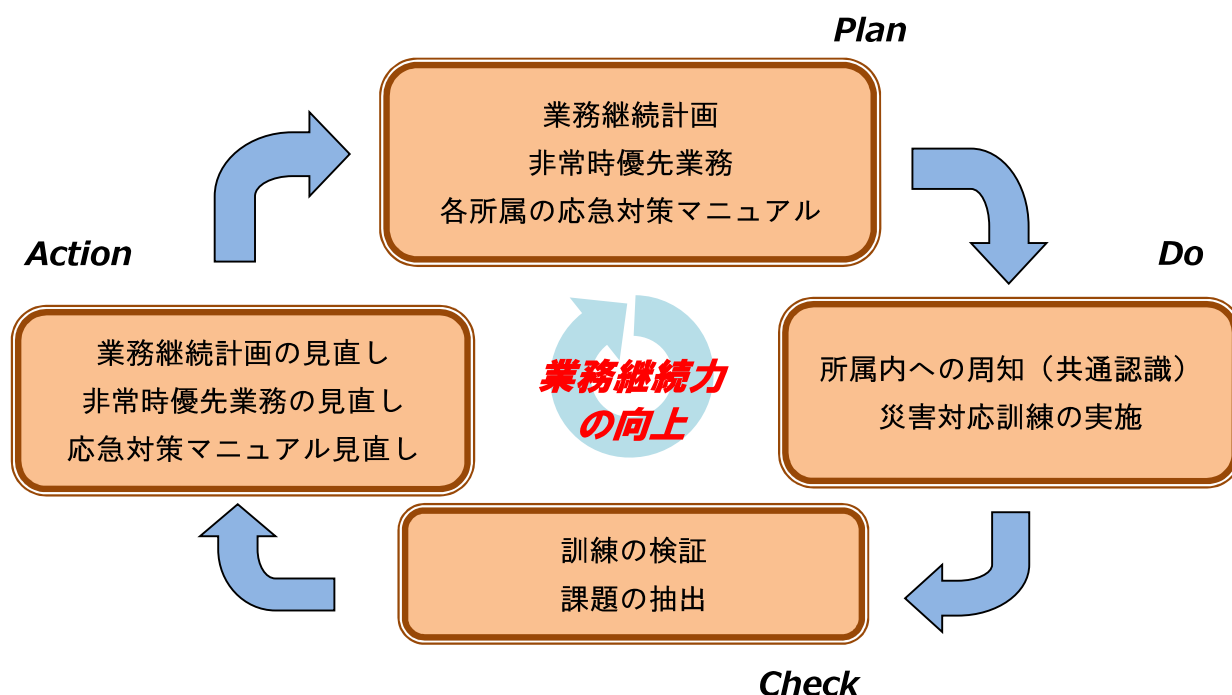 Plan
業務継続計画
非常時優先業務
各所属の応急対策マニュアル
Do
所属内への周知（共通認識）
災害対応訓練の実施
Check
訓練の検証
課題の抽出
Action
業務継続計画の見直し
非常時優先業務の見直し
応急対策マニュアル見直し
業務継続力
の向上